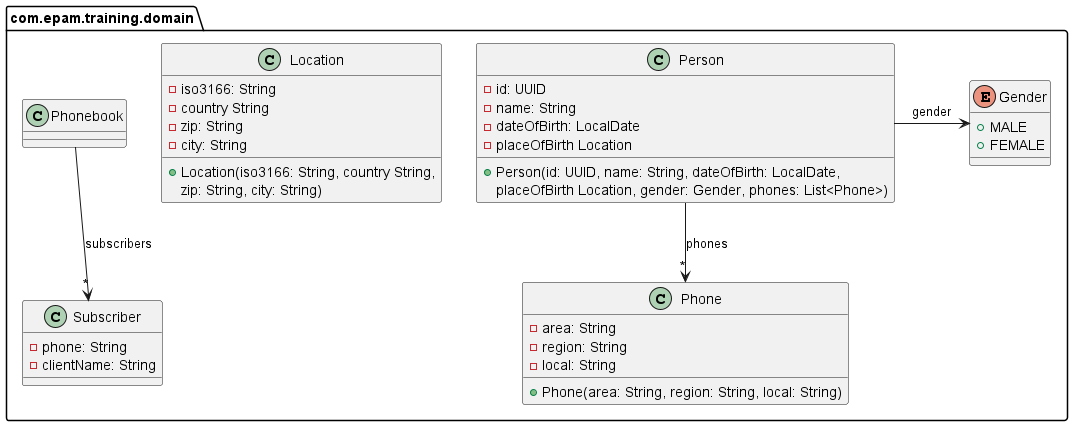 com.epam.training.domain
C Phonebook
subscribers
*
C Subscriber
phone: String
clientName: String
C Location
iso3166: String
country String
zip: String
city: String
Location(iso3166: String, country String,
zip: String, city: String)
C Person
id: UUID
name: String
dateOfBirth: LocalDate
placeOfBirth Location
Person(id: UUID, name: String, dateOfBirth: LocalDate,
placeOfBirth Location, gender: Gender, phones: List<Phone>)
gender
E Gender
MALE
FEMALE
phones
*
C Phone
area: String
region: String
local: String
Phone(area: String, region: String, local: String)